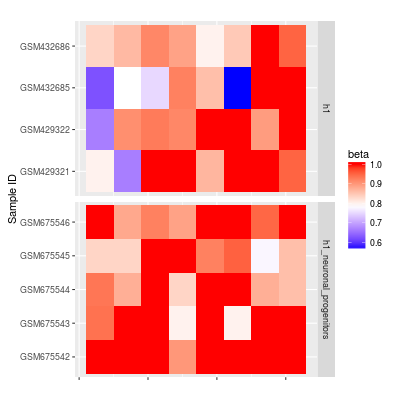 GSM432686
GSM432685
GSM429322
GSM429321
h1
Sample ID
GSM675546
GSM675545
GSM675544
GSM675543
GSM675542
h1_neuronal_progenitors
beta
1.0
0.9
0.8
0.7
0.6